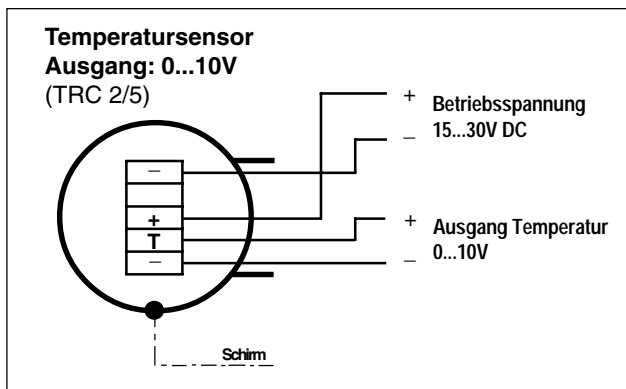 Temperatursensor
Ausgang: 0...10V
(TRC 2/5)
+ Betriebsspannung
– 15...30V DC
–
+
T
–
+ Ausgang Temperatur
– 0...10V
Schirm